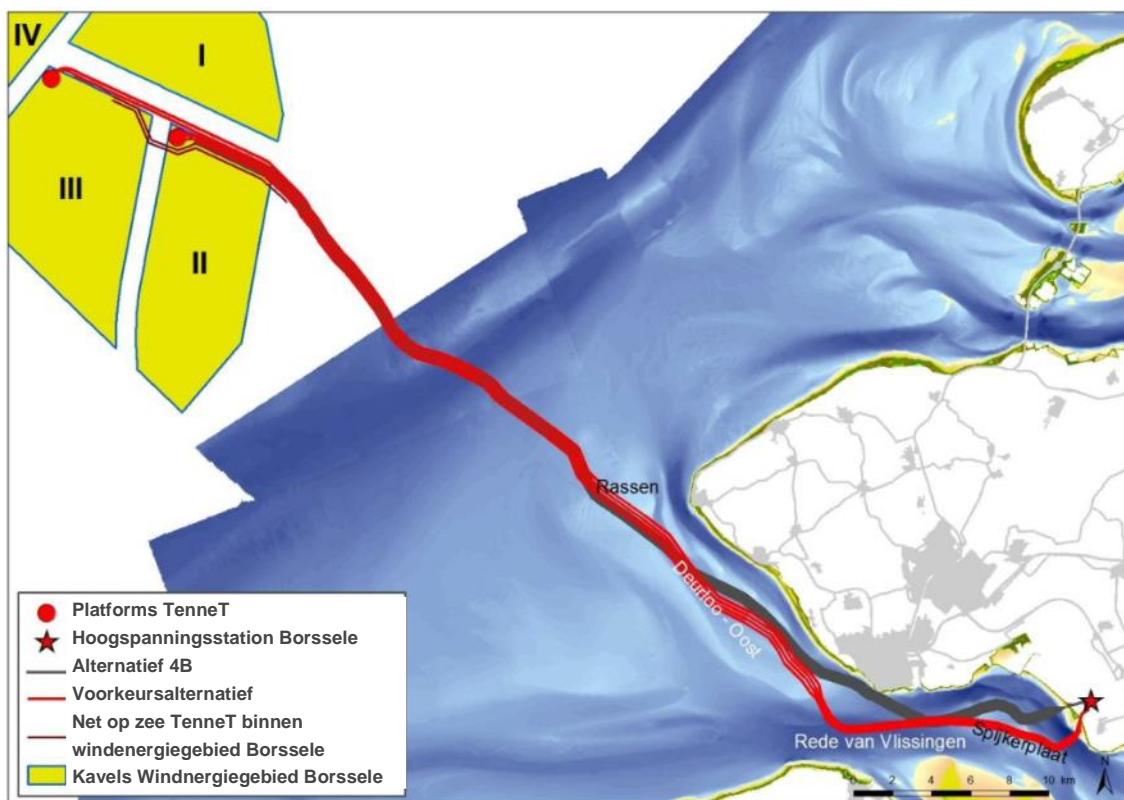 IV
I
III
II
Rassen
Deurloo - Oost
Rede van Vlissingen
Spijkerplaat
Platforms TenneT
Hoogspanningsstation Borssele
Alternatief 4B
Voorkeursalternatief
Net op zee TenneT binnen
windenergiegebied Borssele
Kavels Windnergiegebied Borssele
N
0 2 4 6 8 10 km